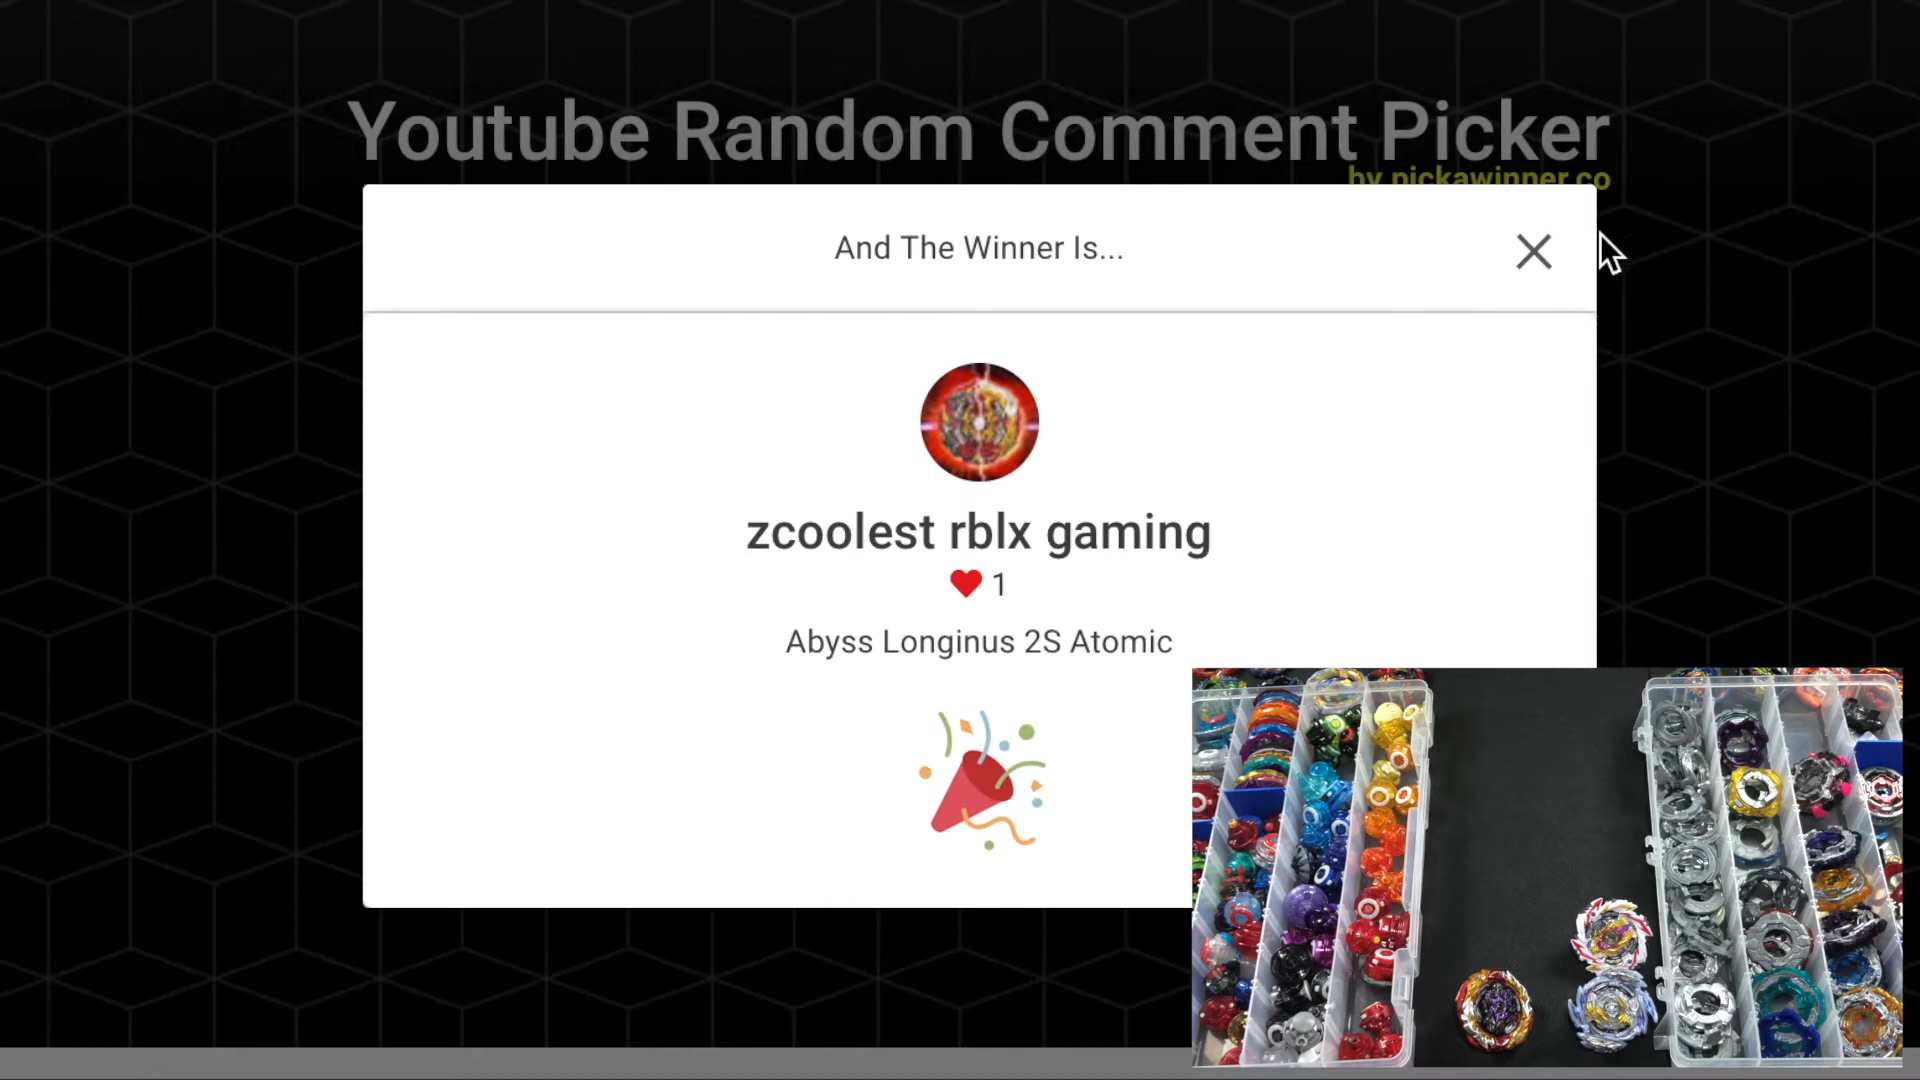 Youtube Random Comment Picker
by pickawinner.co
And The Winner Is...
zcoolest rblx gaming
1
Abyss Longinus 2S Atomic